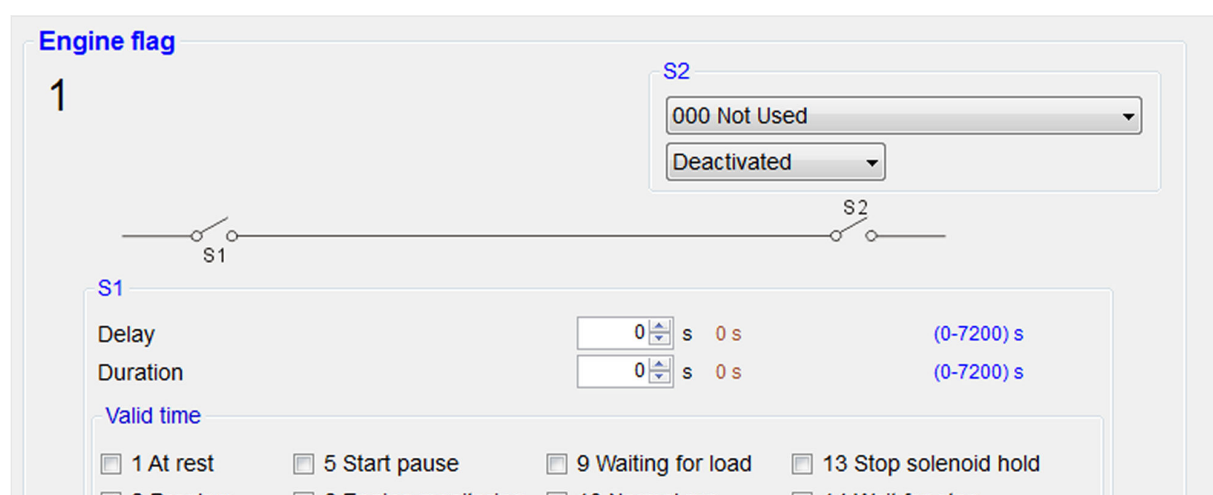 Engine flag
1
S2
000 Not Used
Deactivated
S2
S1
S1
Delay 0 s 0 s (0-7200) s
Duration 0 s 0 s (0-7200) s
Valid time
1 At rest 5 Start pause 9 Waiting for load 13 Stop solenoid hold